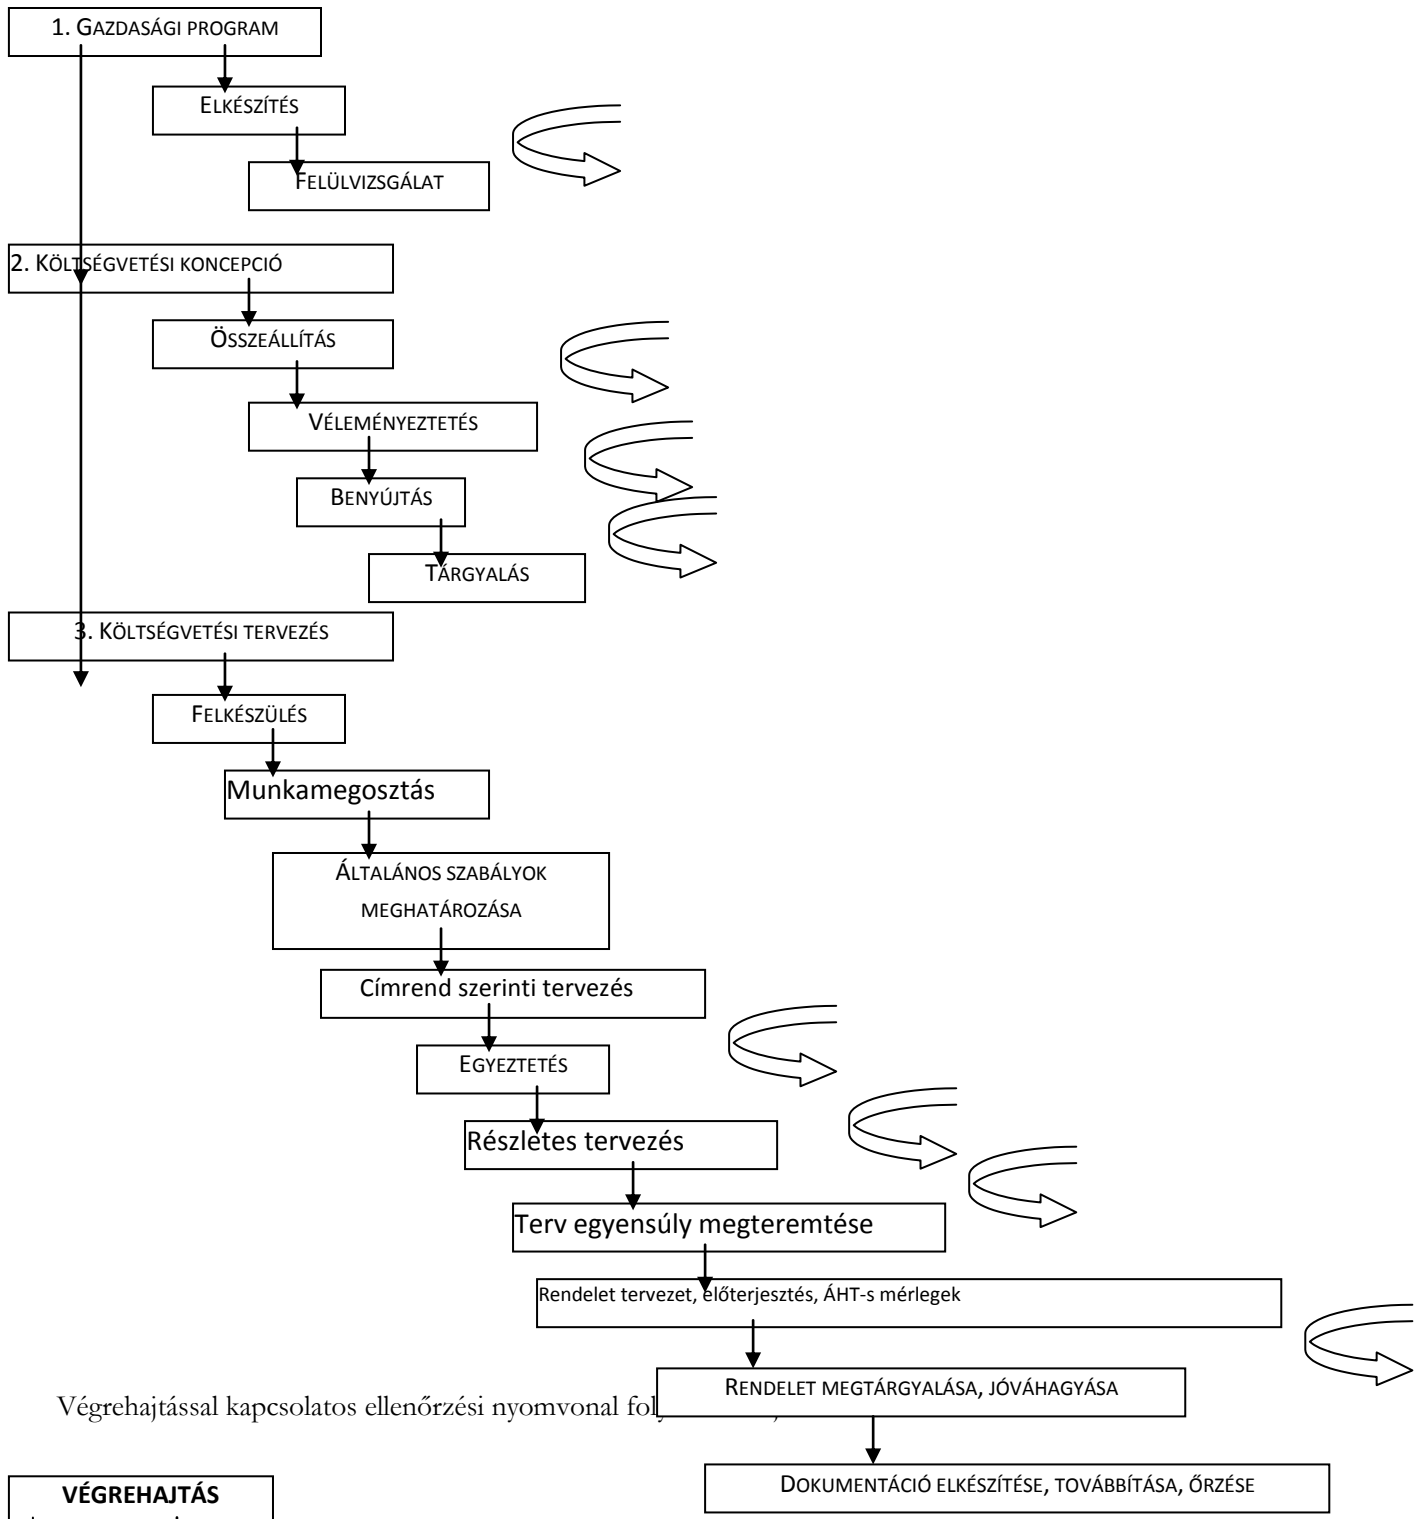 1. GAZDASÁGI PROGRAM
ELKÉSZÍTÉS
FELÜLVIZSGÁLAT
2. KÖLTSÉGVETÉSI KONCEPCIÓ
ÖSSZEÁLLÍTÁS
VÉLEMÉNYEZTETÉS
BENYÚJTÁS
TÁRGYALÁS
3. KÖLTSÉGVETÉSI TERVEZÉS
FELKÉSZÜLÉS
Munkamegosztás
ÁLTALÁNOS SZABÁLYOK
MEGHATÁROZÁSA
Címrend szerinti tervezés
EGYEZTETÉS
Részletes tervezés
Terv egyensúly megteremtése
Rendelet tervezet, előterjesztés, ÁHT-s mérlegek
RENDELET MEGTÁRGYALÁSA, JÓVÁHAGYÁSA
Végrehajtással kapcsolatos ellenőrzési nyomvonal
DOKUMENTÁCIÓ ELKÉSZÍTÉSE, TOVÁBBÍTÁSA, ŐRZÉSE
VÉGREHAJTÁS